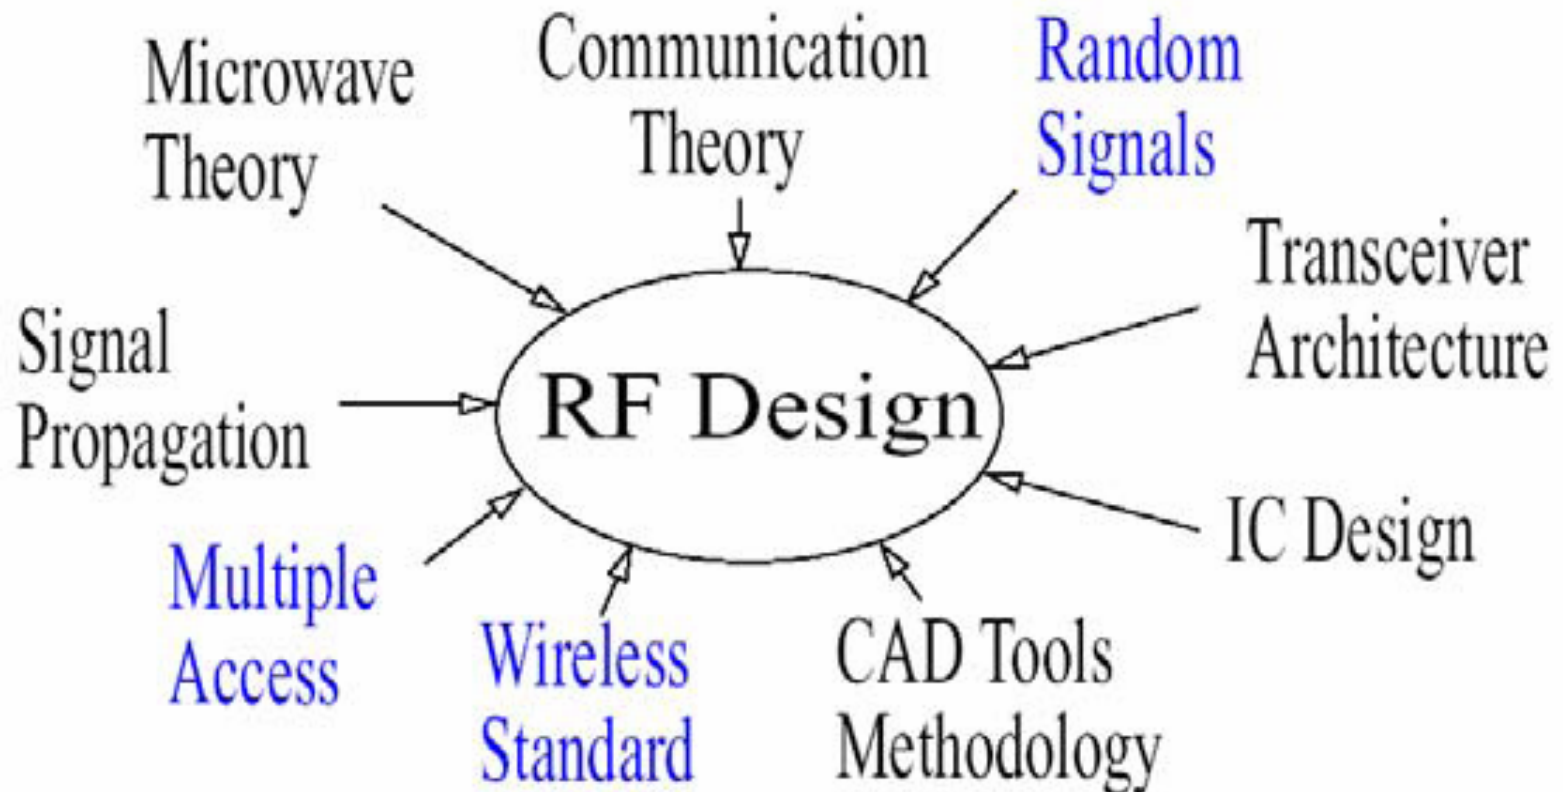 Microwave
Theory
Communication
Theory
Random
Signals
Transceiver
Architecture
Signal
Propagation
RF Design
IC Design
Multiple
Access
Wireless
Standard
CAD Tools
Methodology